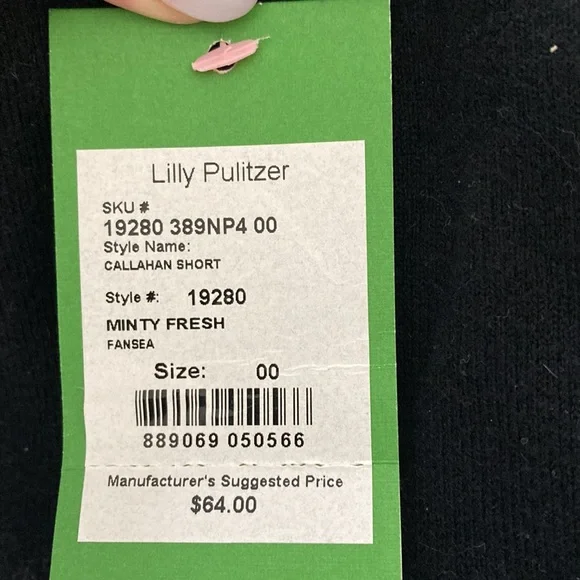 Lilly Pulitzer
SKU #
19280 389NP4 00
Style Name:
CALLAHAN SHORT
Style #: 19280
MINTY FRESH
FANSEA
Size: 00
889069 050566
Manufacturer's Suggested Price
$64.00